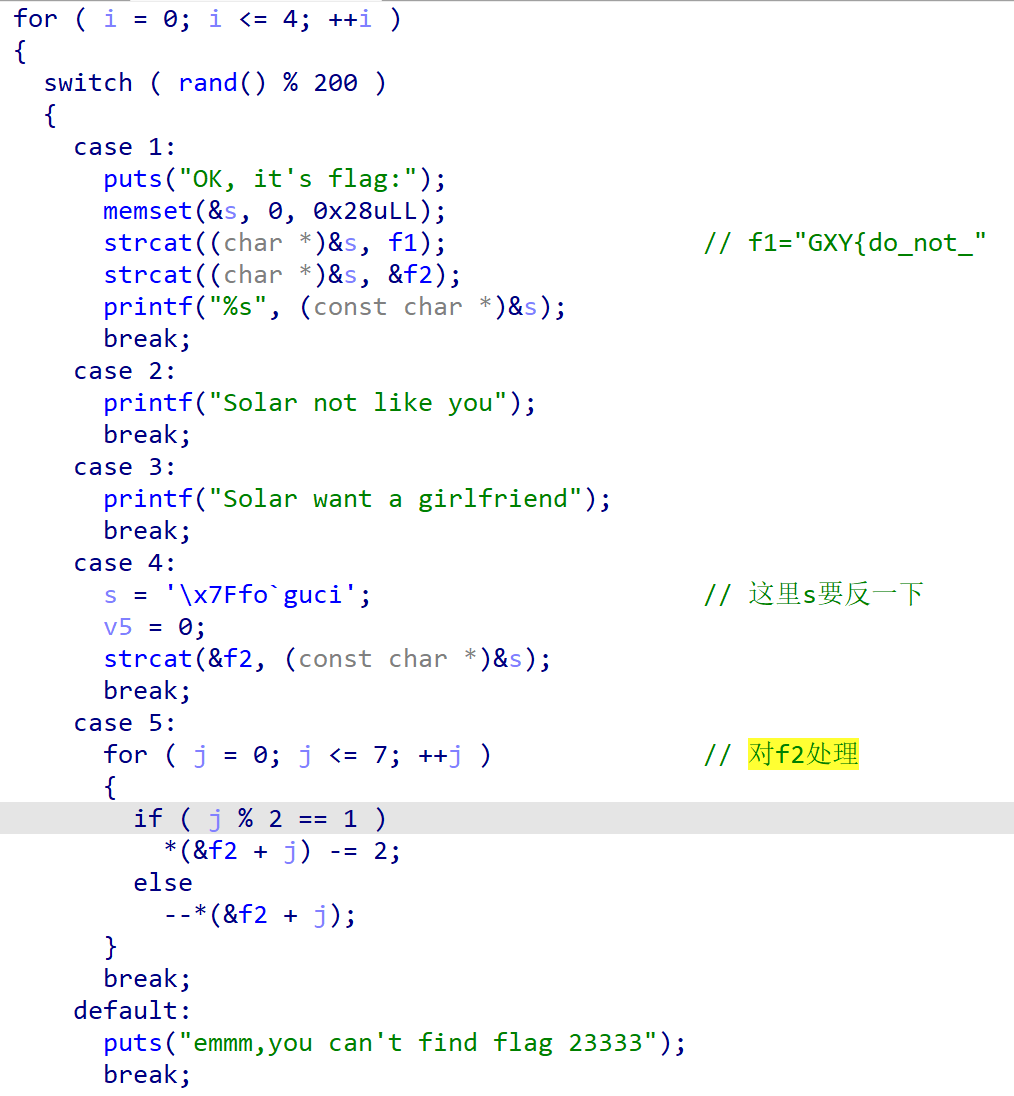 for ( i = 0; i <= 4; ++i )
{
  switch ( rand() % 200 )
  {
    case 1:
      puts("OK, it's flag:");
      memset(&s, 0, 0x28uLL);
      strcat((char *)&s, f1);                 // f1="GXY{do_not_"
      strcat((char *)&s, &f2);
      printf("%s", (const char *)&s);
      break;
    case 2:
      printf("Solar not like you");
      break;
    case 3:
      printf("Solar want a girlfriend");
      break;
    case 4:
      s = '\x7Ffo`guci';                      // 这里s要反一下
      v5 = 0;
      strcat(&f2, (const char *)&s);
      break;
    case 5:
      for ( j = 0; j <= 7; ++j )              // 对f2处理
      {
        if ( j % 2 == 1 )
          *(&f2 + j) -= 2;
        else
          --*(&f2 + j);
      }
      break;
    default:
      puts("emmm,you can't find flag 23333");
      break;